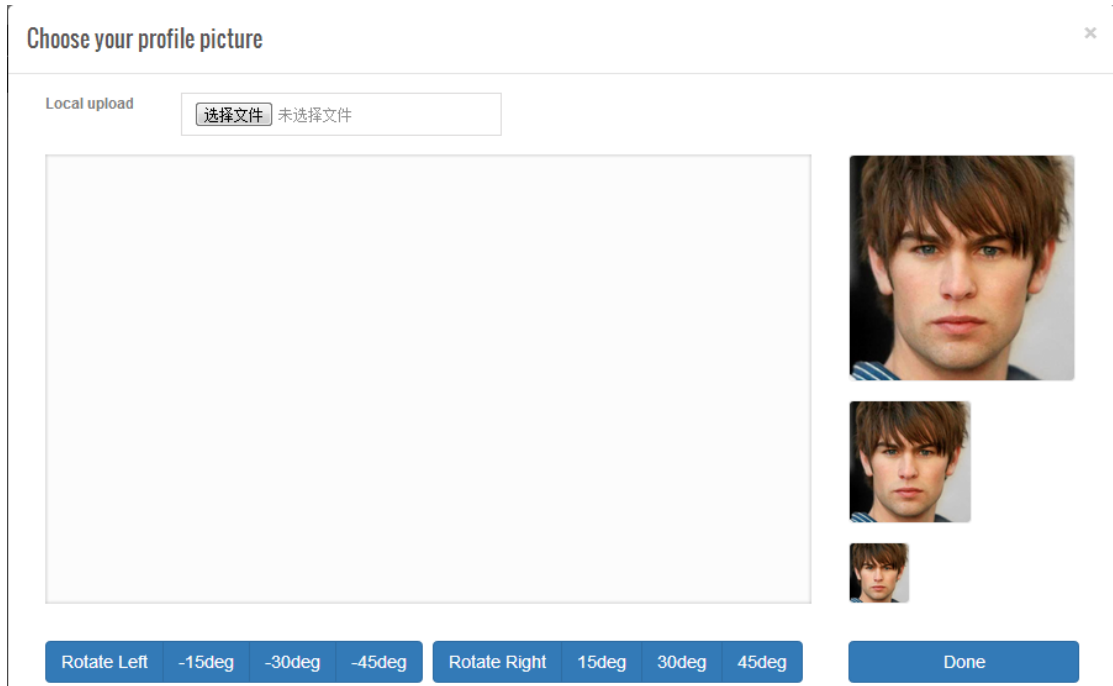 Choose your profile picture ×
Local upload 选择文件 未选择文件
Rotate Left -15deg -30deg -45deg Rotate Right 15deg 30deg 45deg Done